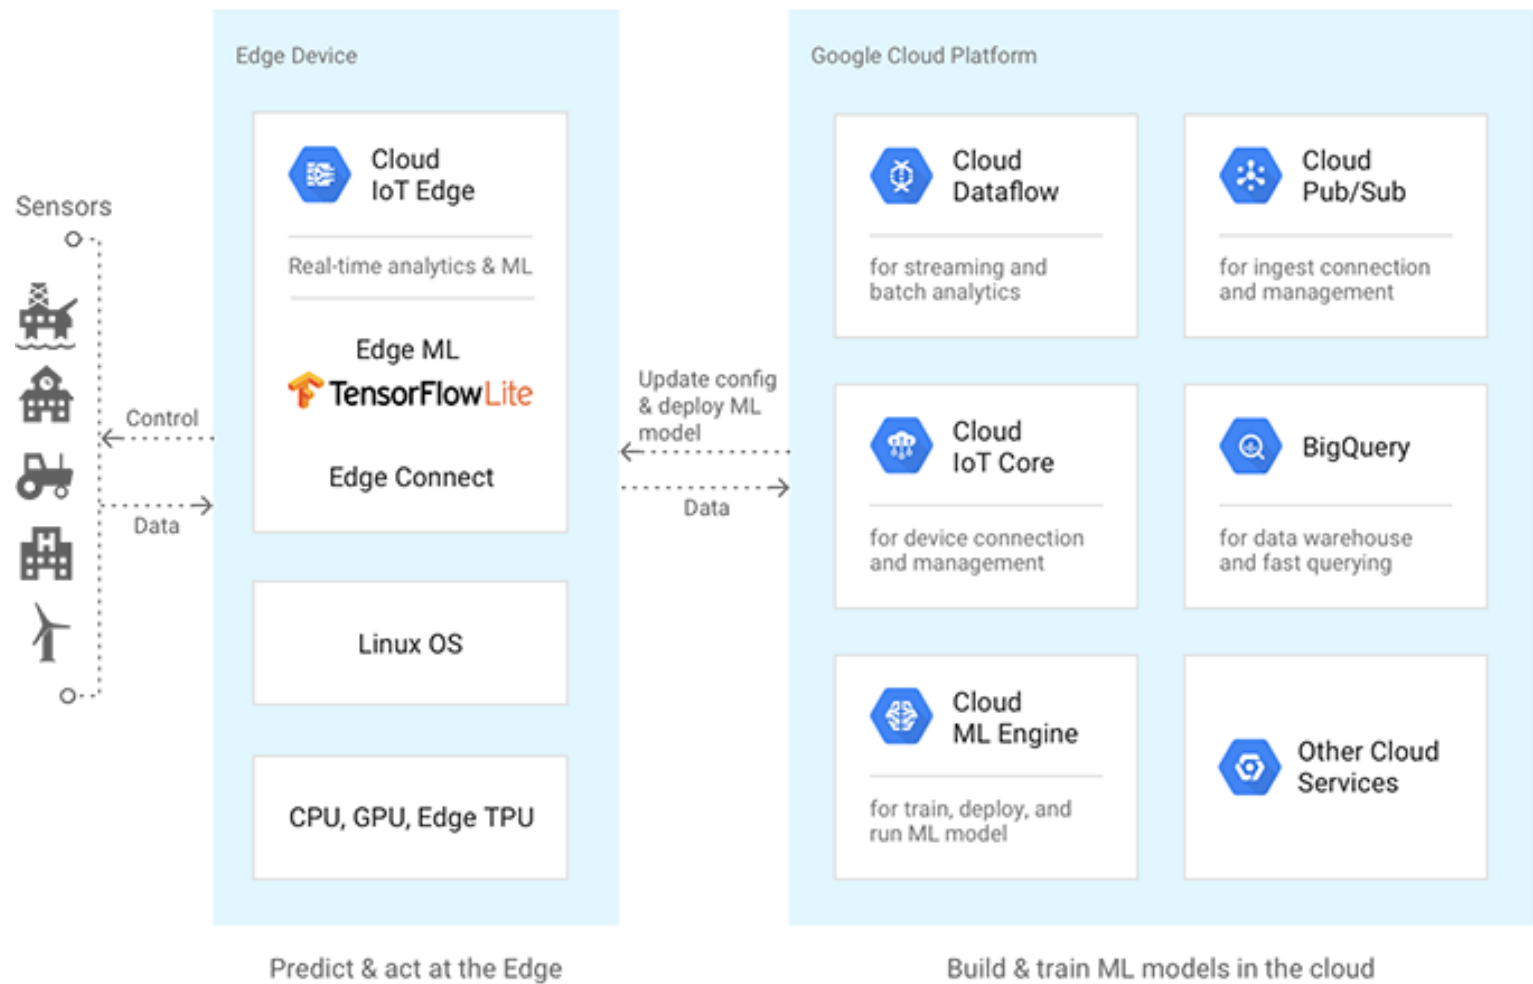 Sensors
Control
Data
Edge Device
Cloud
IoT Edge
Real-time analytics & ML
Edge ML
TensorFlow Lite
Edge Connect
Linux OS
CPU, GPU, Edge TPU
Predict & act at the Edge
Update config
& deploy ML
model
Data
Google Cloud Platform
Cloud
Dataflow
for streaming and
batch analytics
Cloud
Pub/Sub
for ingest connection
and management
Cloud
IoT Core
for device connection
and management
BigQuery
for data warehouse
and fast querying
Cloud
ML Engine
for train, deploy, and
run ML model
Other Cloud
Services
Build & train ML models in the cloud